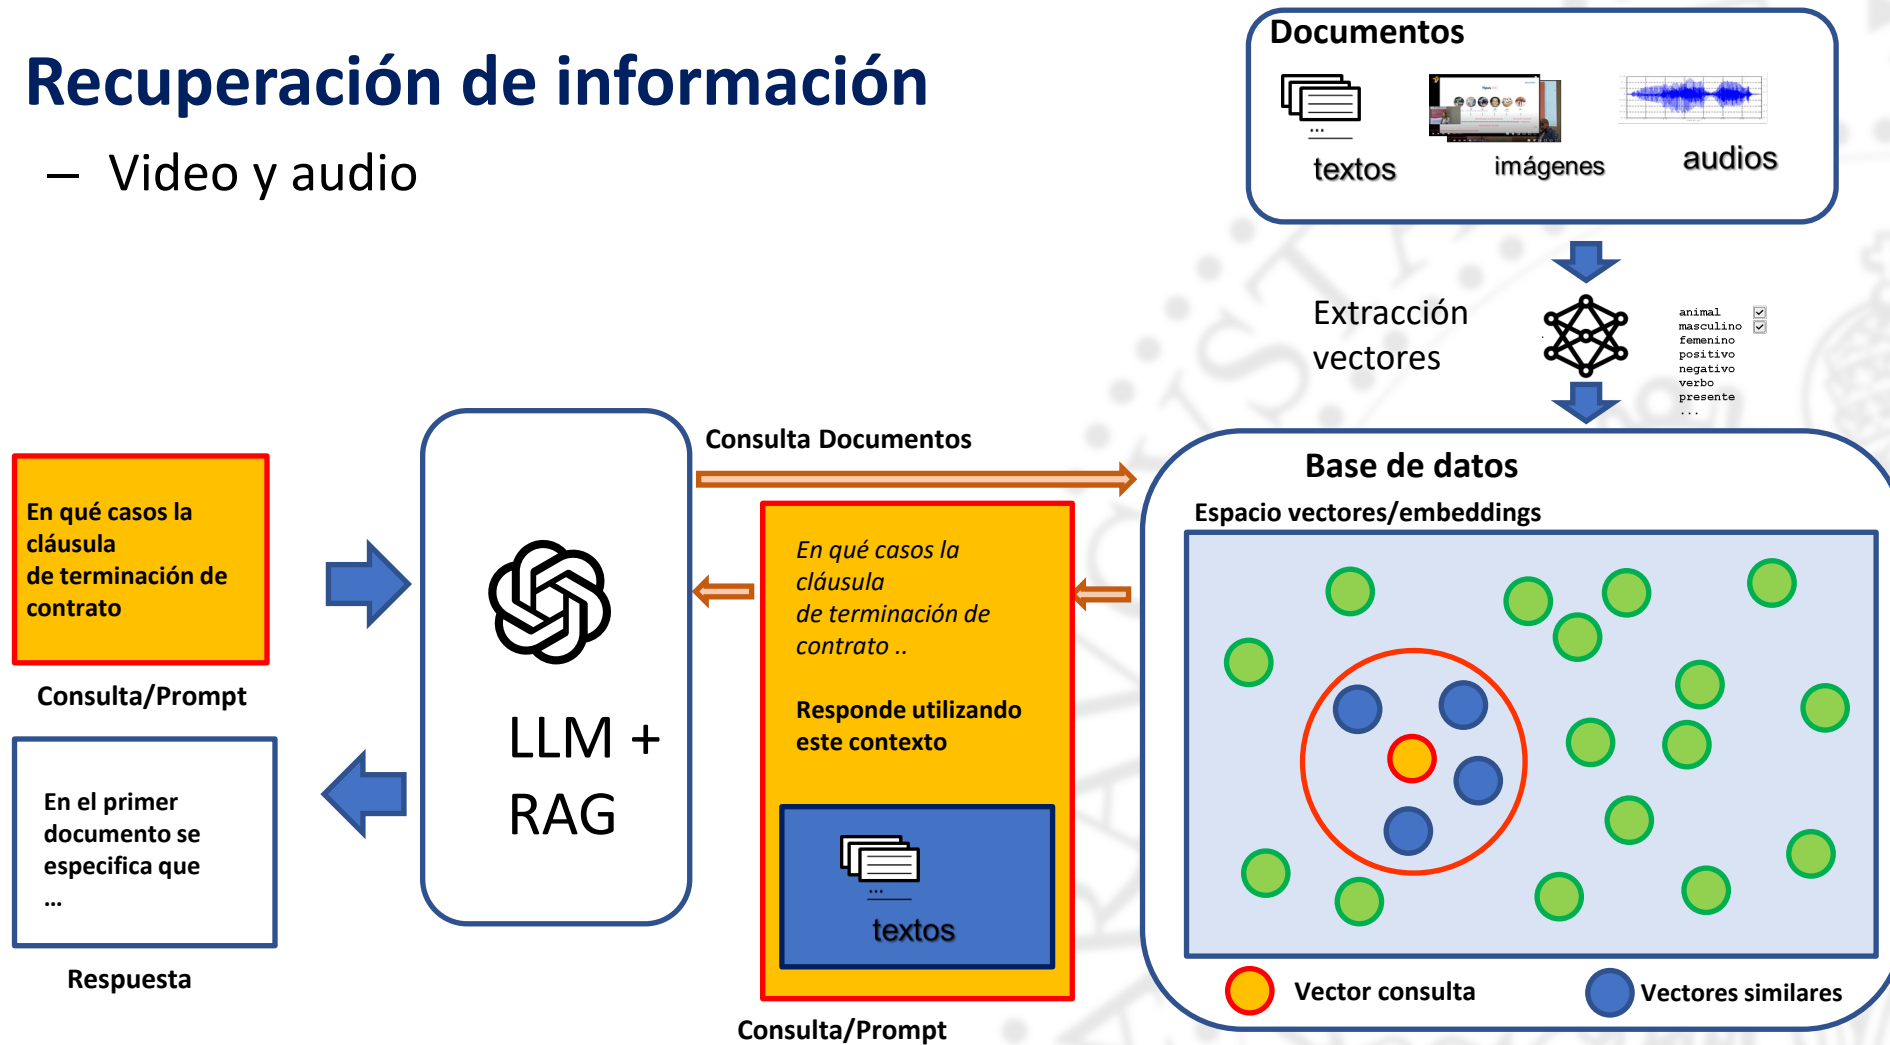 Recuperación de información
– Video y audio
Documentos
textos
imágenes
audios
Extracción
vectores
animal
masculino
femenino
positivo
negativo
verbo
presente
...
En qué casos la
cláusula
de terminación de
contrato
Consulta/Prompt
En el primer
documento se
especifica que
...
Respuesta
LLM +
RAG
Consulta Documentos
En qué casos la
cláusula
de terminación de
contrato ..
Responde utilizando
este contexto
...
textos
Consulta/Prompt
Base de datos
Espacio vectores/embeddings
Vector consulta
Vectores similares